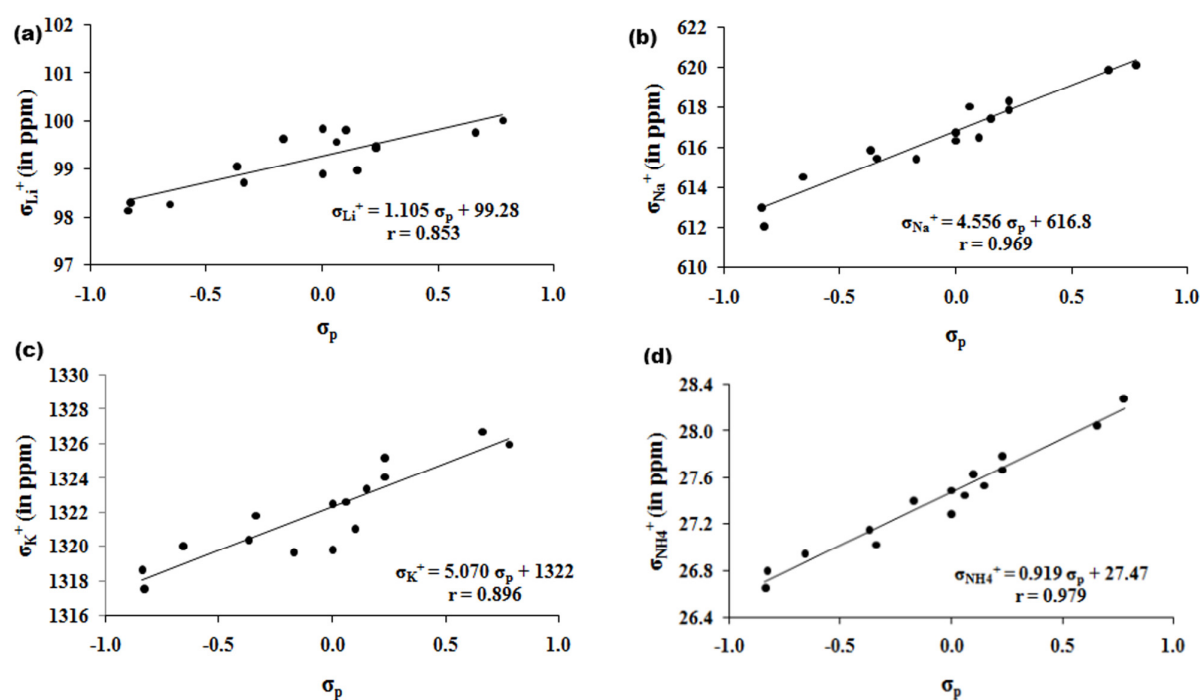 (a)
102
101
100
99
98
97
σLi+ (in ppm)
σLi+ = 1.105 σp + 99.28
r = 0.853
-1.0 -0.5 0.0 0.5 1.0
σp
(b)
622
620
618
616
614
612
610
σNa+ (in ppm)
σNa+ = 4.556 σp + 616.8
r = 0.969
-1.0 -0.5 0.0 0.5 1.0
σp
(c)
1330
1328
1326
1324
1322
1320
1318
1316
σK+ (in ppm)
σK+ = 5.070 σp + 1322
r = 0.896
-1.0 -0.5 0.0 0.5 1.0
σp
(d)
28.4
28.0
27.6
27.2
26.8
26.4
σNH4+ (in ppm)
σNH4+ = 0.919 σp + 27.47
r = 0.979
-1.0 -0.5 0.0 0.5 1.0
σp